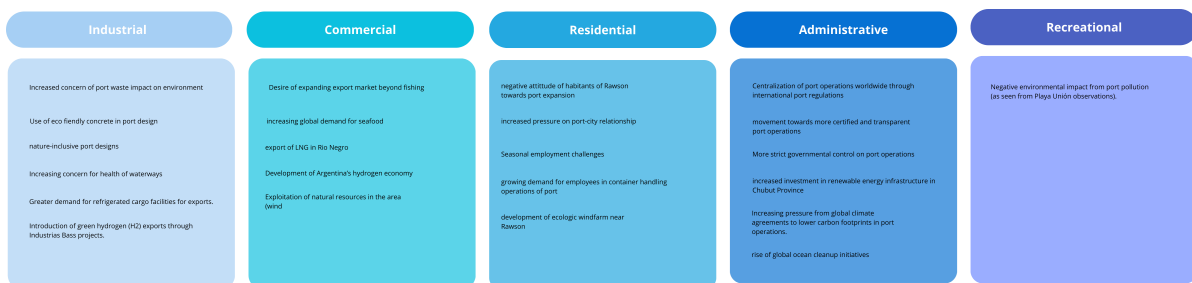 Industrial
Increased concern of port waste impact on environment
Use of eco fiendly concrete in port design
nature-inclusive port designs
Increasing concern for health of waterways
Greater demand for refrigerated cargo facilities for exports.
Introduction of green hydrogen (H2) exports through
Industrias Bass projects.
Commercial
Desire of expanding export market beyond fishing
increasing global demand for seafood
export of LNG in Rio Negro
Development of Argentina's hydrogen economy
Exploitation of natural resources in the area
(wind
Residential
negative attitude of habitants of Rawson
towards port expansion
increased pressure on port-city relationship
Seasonal employment challenges
growing demand for employees in container handling
operations of port
development of ecologic windfarm near
Rawson
Administrative
Centralization of port operations worldwide through
international port regulations
movement towards more certified and transparent
port operations
More strict governmental control on port operations
increased investment in renewable energy infrastructure in
Chubut Province
Increasing pressure from global climate
agreements to lower carbon footprints in port
operations.
rise of global ocean cleanup initiatives
Recreational
Negative environmental impact from port pollution
(as seen from Playa Unión observations).